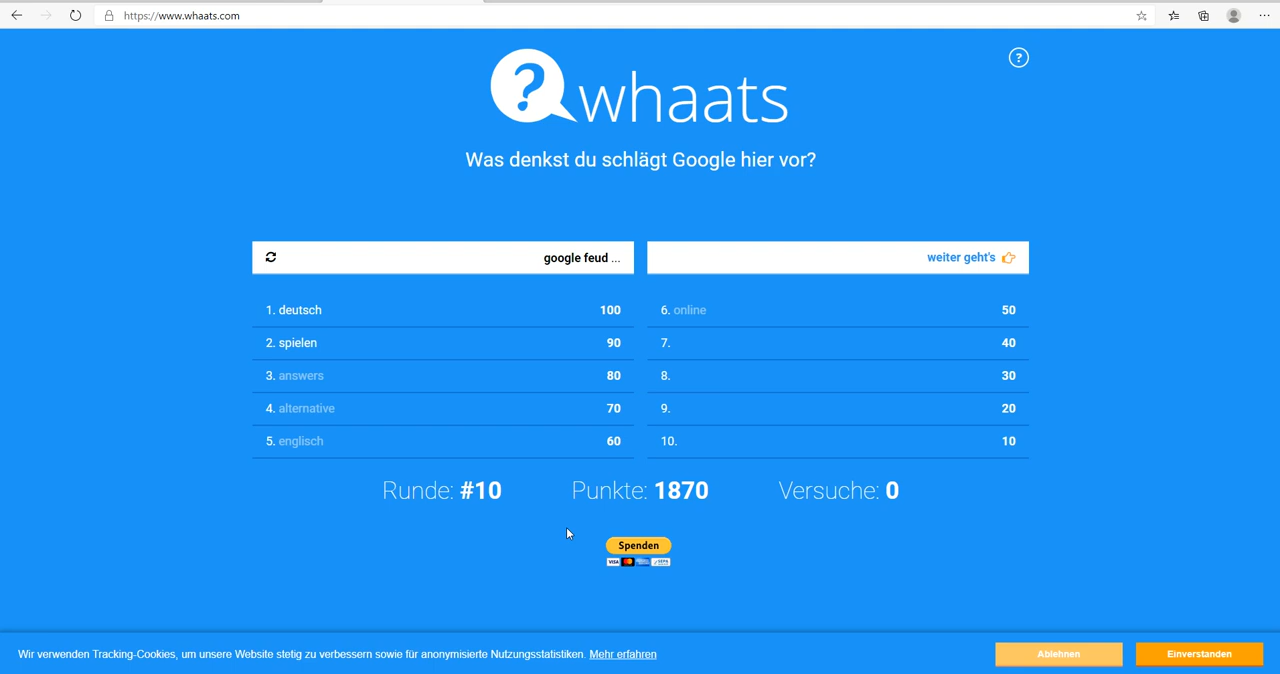 https://www.whaats.com
?
? whaats
Was denkst du schlägt Google hier vor?
google feud ...
weiter geht's
1. deutsch 100
2. spielen 90
3. answers 80
4. alternative 70
5. englisch 60
6. online 50
7. 40
8. 30
9. 20
10. 10
Runde: #10 Punkte: 1870 Versuche: 0
Spenden
VISA SEPA
Wir verwenden Tracking-Cookies, um unsere Website stetig zu verbessern sowie für anonymisierte Nutzungsstatistiken. Mehr erfahren
Ablehnen
Einverstanden